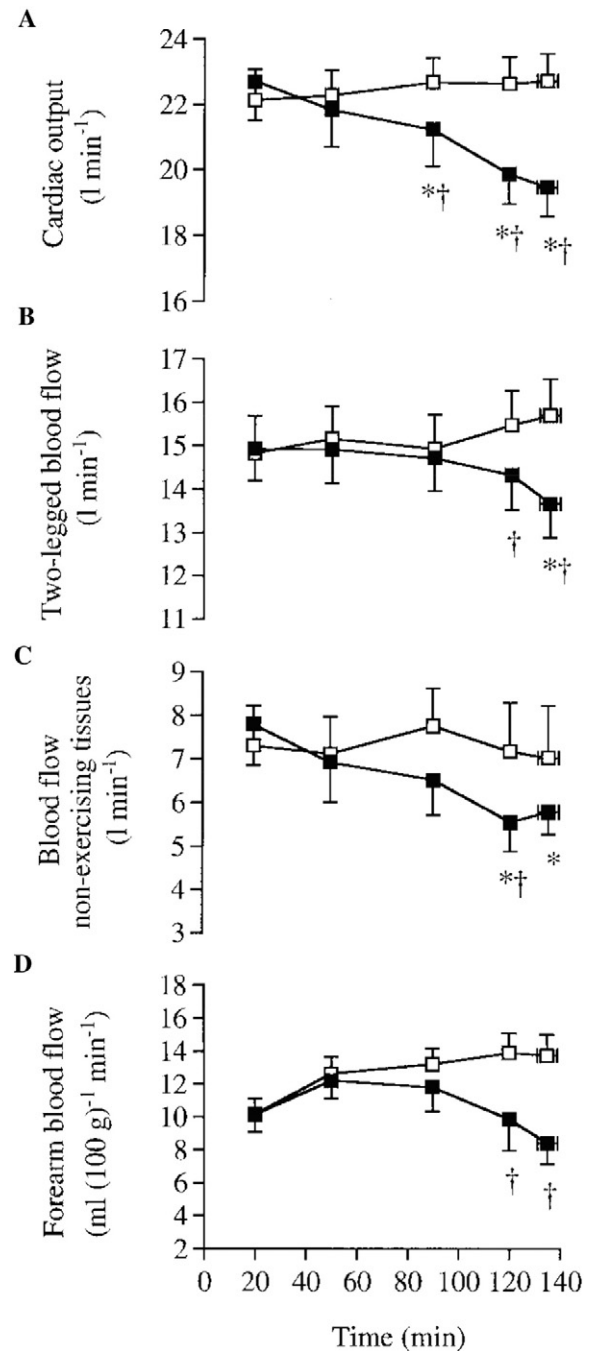 A
Cardiac output
(l min-1)
24
22
20
18
16
*†
*†
*†
B
Two-legged blood flow
(l min-1)
17
16
15
14
13
12
11
†
*†
C
Blood flow
non-exercising tissues
(l min-1)
9
8
7
6
5
4
3
*†
*
D
Forearm blood flow
(ml (100 g)-1 min-1)
18
16
14
12
10
8
6
4
2
†
†
0 20 40 60 80 100 120 140
Time (min)